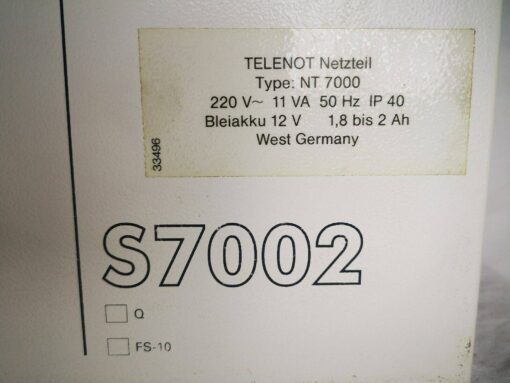 TELENOT Netzteil
Type: NT 7000
220 V~ 11 VA 50 Hz IP 40
Bleiakku 12 V 1,8 bis 2 Ah
West Germany
33496
S7002
Q
FS-10